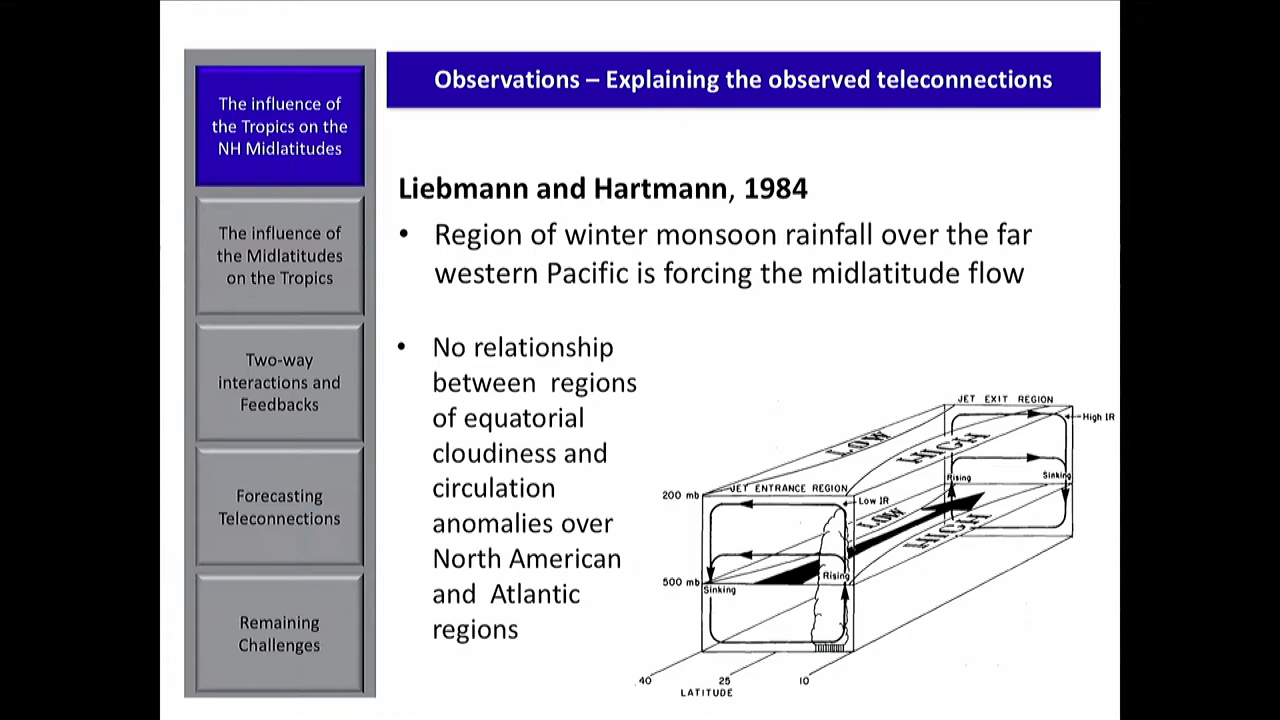 Observations – Explaining the observed teleconnections
The influence of
the Tropics on the
NH Midlatitudes
The influence of
the Midlatitudes
on the Tropics
Two-way
interactions and
Feedbacks
Forecasting
Teleconnections
Remaining
Challenges
Liebmann and Hartmann, 1984
• Region of winter monsoon rainfall over the far
western Pacific is forcing the midlatitude flow
• No relationship
between regions
of equatorial
cloudiness and
circulation
anomalies over
North American
and Atlantic
regions
JET EXIT REGION
High IR
LOW
HIGH
Rising
Sinking
JET ENTRANCE REGION
200 mb
Low IR
LOW
HIGH
500 mb
Sinking
Rising
40
25
10
LATITUDE